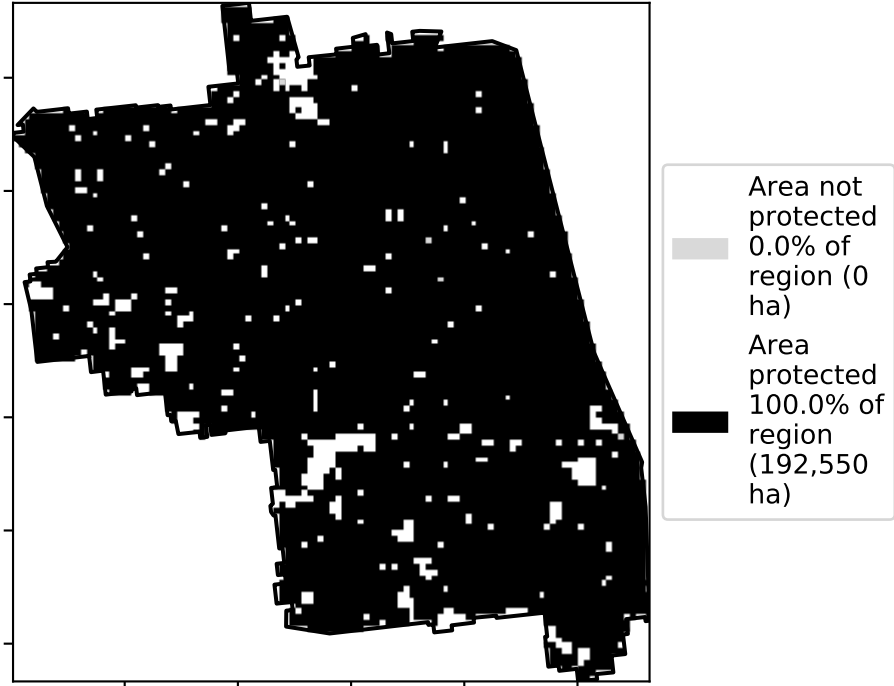 Area not
protected
0.0% of
region (0
ha)
Area
protected
100.0% of
region
(192,550
ha)